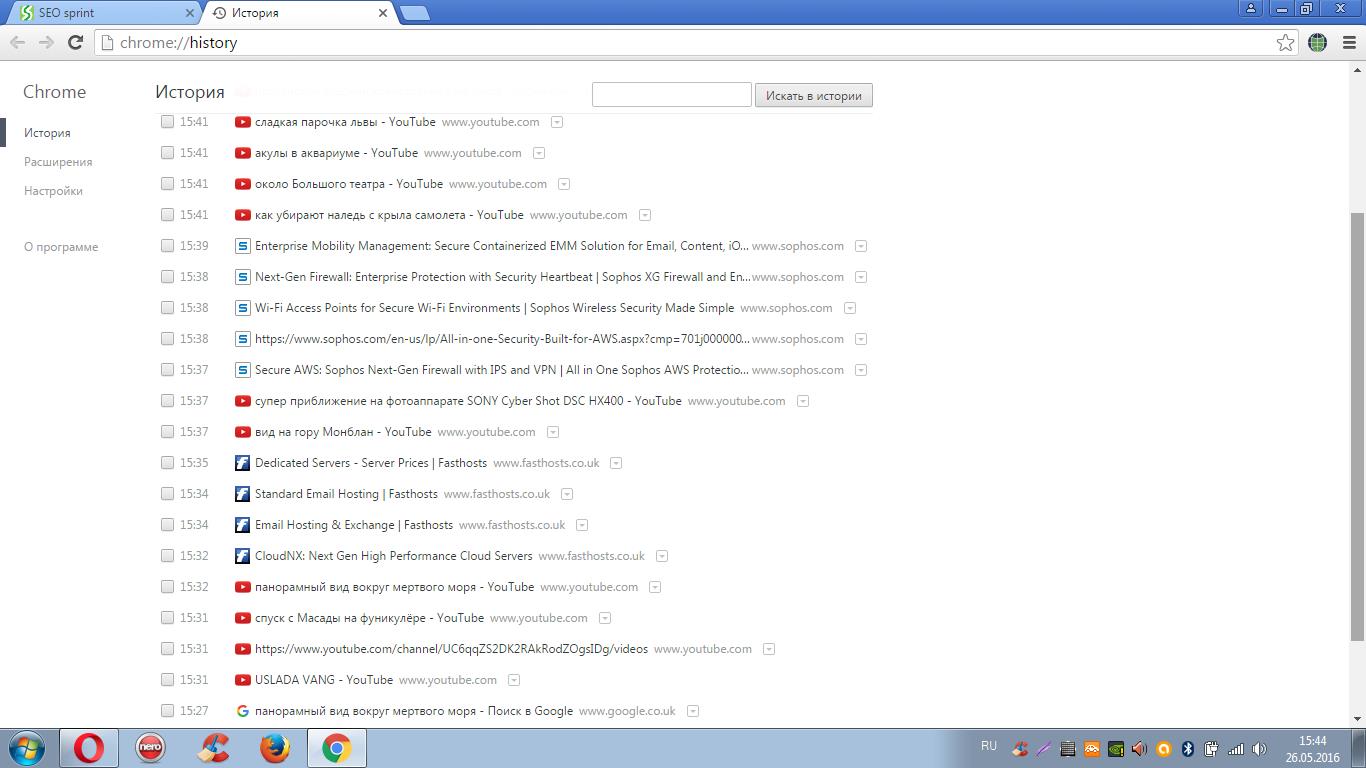 SEO sprint
История
chrome://history
Chrome
История
Искать в истории
История
Расширения
Настройки
О программе
15:41 сладкая парочка львы - YouTube www.youtube.com
15:41 акулы в аквариуме - YouTube www.youtube.com
15:41 около Большого театра - YouTube www.youtube.com
15:41 как убирают наледь с крыла самолета - YouTube www.youtube.com
15:39 Enterprise Mobility Management: Secure Containerized EMM Solution for Email, Content, iO... www.sophos.com
15:38 Next-Gen Firewall: Enterprise Protection with Security Heartbeat | Sophos XG Firewall and En... www.sophos.com
15:38 Wi-Fi Access Points for Secure Wi-Fi Environments | Sophos Wireless Security Made Simple www.sophos.com
15:38 https://www.sophos.com/en-us/lp/All-in-one-Security-Built-for-AWS.aspx?cmp=701j000000... www.sophos.com
15:37 Secure AWS: Sophos Next-Gen Firewall with IPS and VPN | All in One Sophos AWS Protectio... www.sophos.com
15:37 супер приближение на фотоаппарате SONY Cyber Shot DSC HX400 - YouTube www.youtube.com
15:37 вид на гору Монблан - YouTube www.youtube.com
15:35 Dedicated Servers - Server Prices | Fasthosts www.fasthosts.co.uk
15:34 Standard Email Hosting | Fasthosts www.fasthosts.co.uk
15:34 Email Hosting & Exchange | Fasthosts www.fasthosts.co.uk
15:32 CloudNX: Next Gen High Performance Cloud Servers www.fasthosts.co.uk
15:32 панорамный вид вокруг мертвого моря - YouTube www.youtube.com
15:31 спуск с Масады на фуникулёре - YouTube www.youtube.com
15:31 https://www.youtube.com/channel/UC6qqZS2DK2RAkRodZOgsIDg/videos www.youtube.com
15:31 USLADA VANG - YouTube www.youtube.com
15:27 панорамный вид вокруг мертвого моря - Поиск в Google www.google.co.uk
nero
RU
15:44
26.05.2016